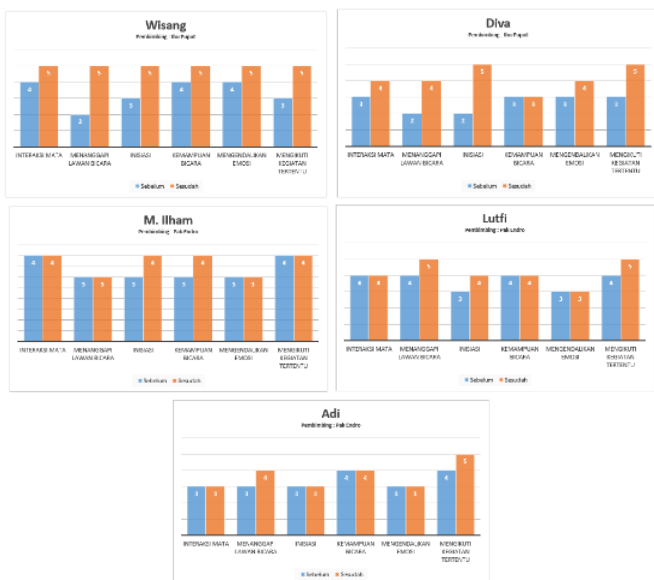 Wisang
Pembimbing : Ibu Puput
4 5 5 3 5 4 5 4 5 3 5
INTERAKSI MATA MENANGGAPI INISIASI KEMAMPUAN MENGENDALIKAN MENGIKUTI
LAWAN BICARA BICARA EMOSI KEGIATAN
TERTENTU
Sebelum Sesudah
Diva
Pembimbing : Ibu Puput
3 4 2 4 2 5 3 3 3 4 3 5
INTERAKSI MATA MENANGGAPI INISIASI KEMAMPUAN MENGENDALIKAN MENGIKUTI
LAWAN BICARA BICARA EMOSI KEGIATAN
TERTENTU
Sebelum Sesudah
M. Ilham
Pembimbing : Pak Endro
4 4 3 3 3 4 3 4 3 3 4 4
INTERAKSI MATA MENANGGAPI INISIASI KEMAMPUAN MENGENDALIKAN MENGIKUTI
LAWAN BICARA BICARA EMOSI KEGIATAN
TERTENTU
Sebelum Sesudah
Lutfi
Pembimbing : Pak Endro
4 4 4 5 3 4 4 4 3 3 4 5
INTERAKSI MATA MENANGGAPI INISIASI KEMAMPUAN MENGENDALIKAN MENGIKUTI
LAWAN BICARA BICARA EMOSI KEGIATAN
TERTENTU
Sebelum Sesudah
Adi
Pembimbing : Pak Endro
3 3 3 4 3 3 4 4 3 3 4 5
INTERAKSI MATA MENANGGAPI INISIASI KEMAMPUAN MENGENDALIKAN MENGIKUTI
LAWAN BICARA BICARA EMOSI KEGIATAN
TERTENTU
Sebelum Sesudah